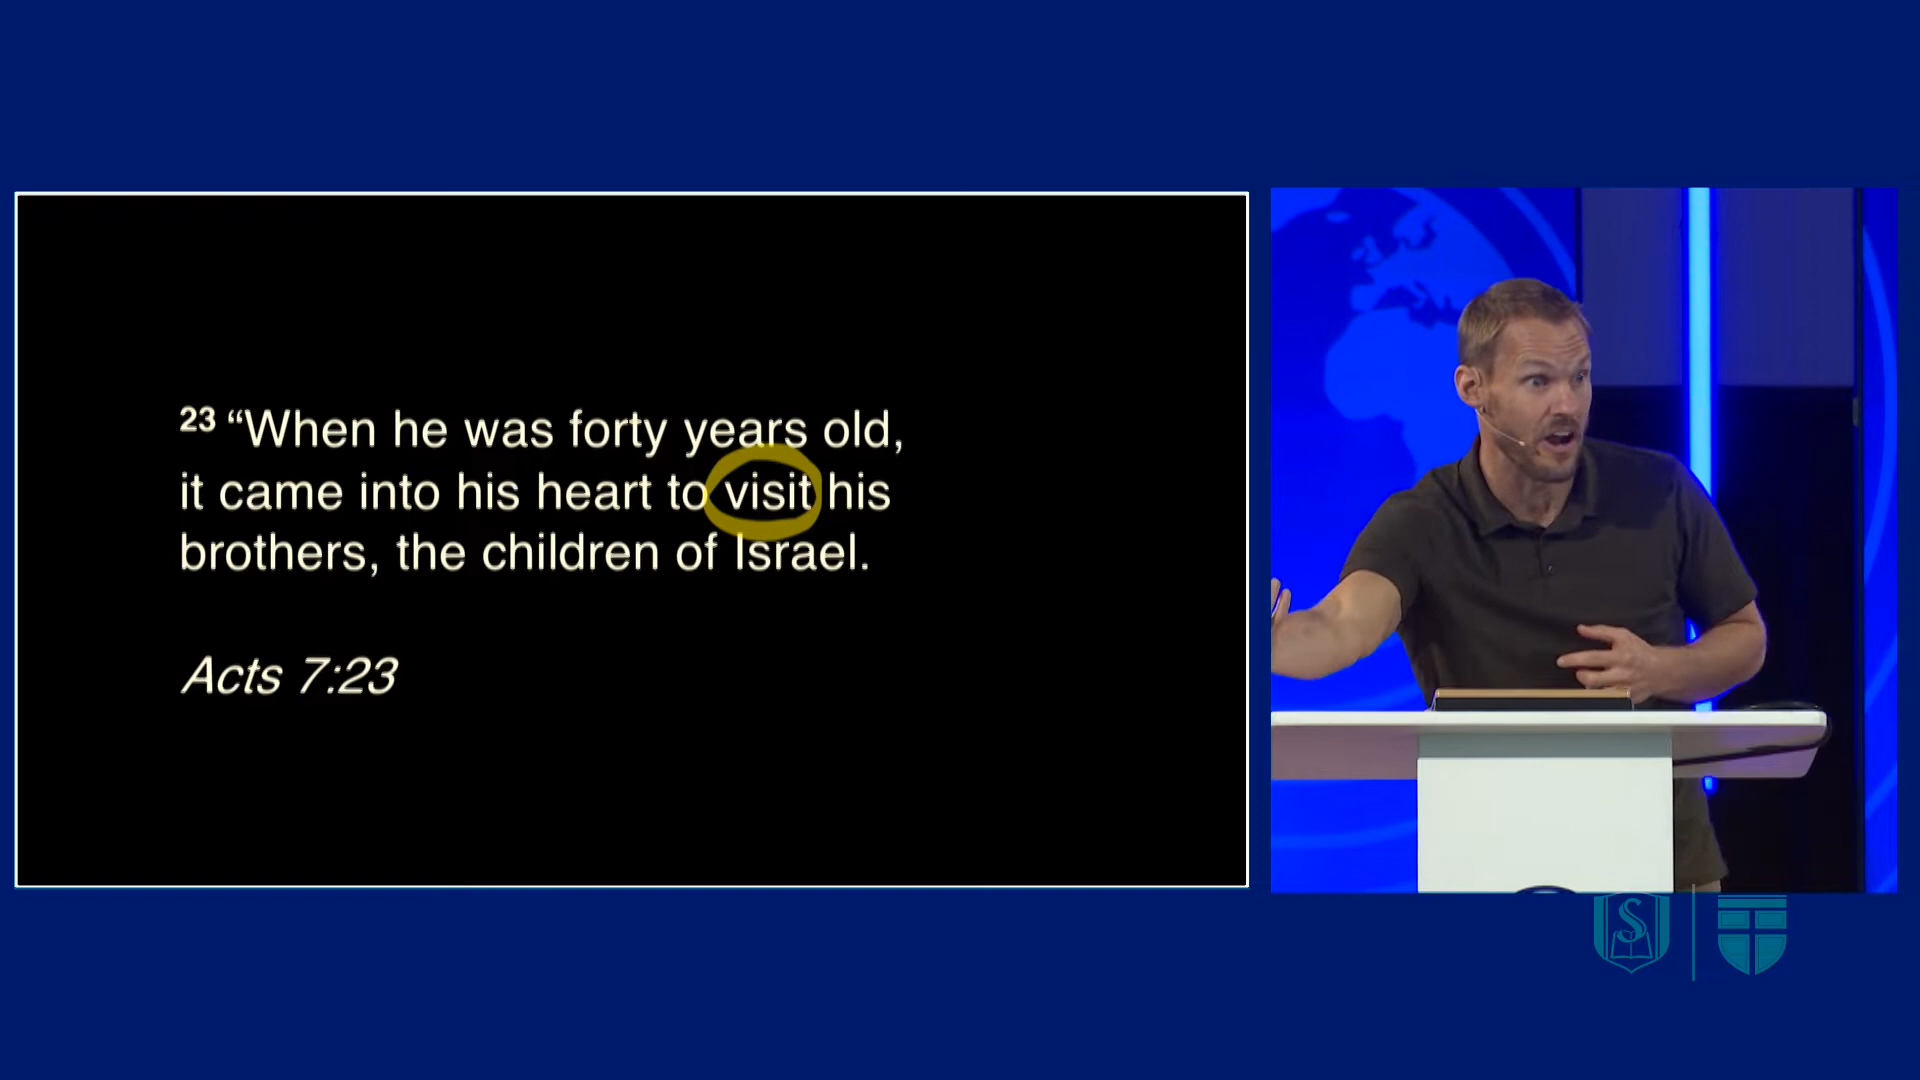 23 “When he was forty years old,
it came into his heart to visit his
brothers, the children of Israel.
Acts 7:23
S